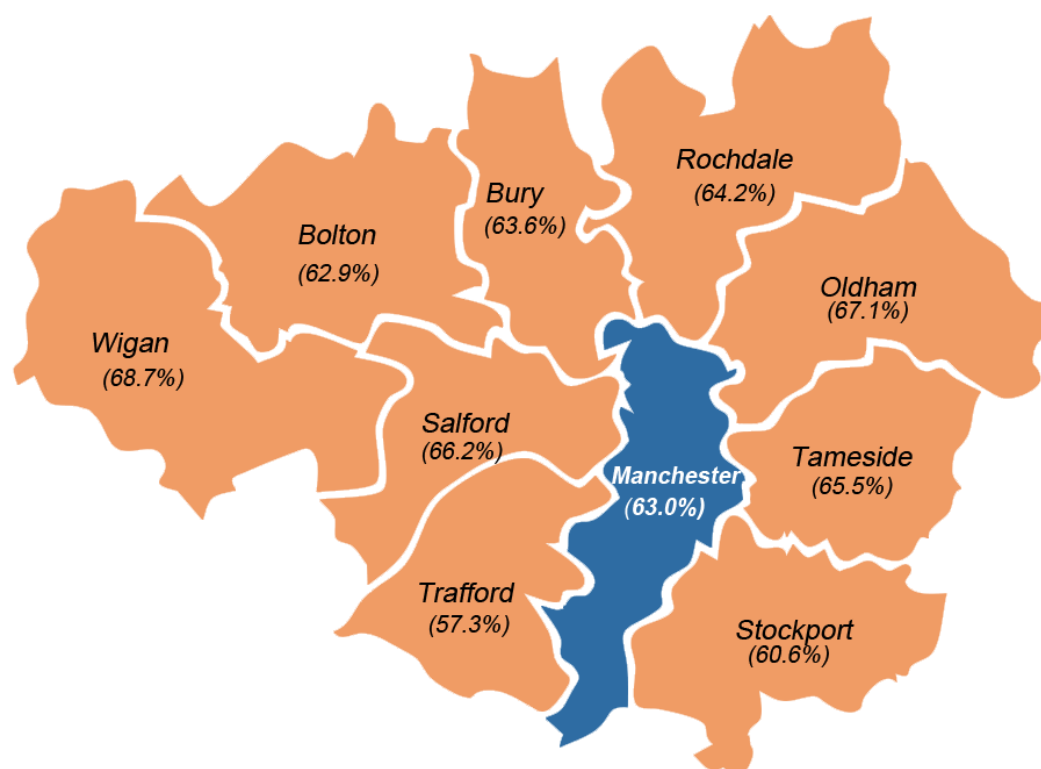 Rochdale
(64.2%)
Bury
(63.6%)
Bolton
(62.9%)
Oldham
(67.1%)
Wigan
(68.7%)
Salford
(66.2%)
Manchester
(63.0%)
Tameside
(65.5%)
Trafford
(57.3%)
Stockport
(60.6%)